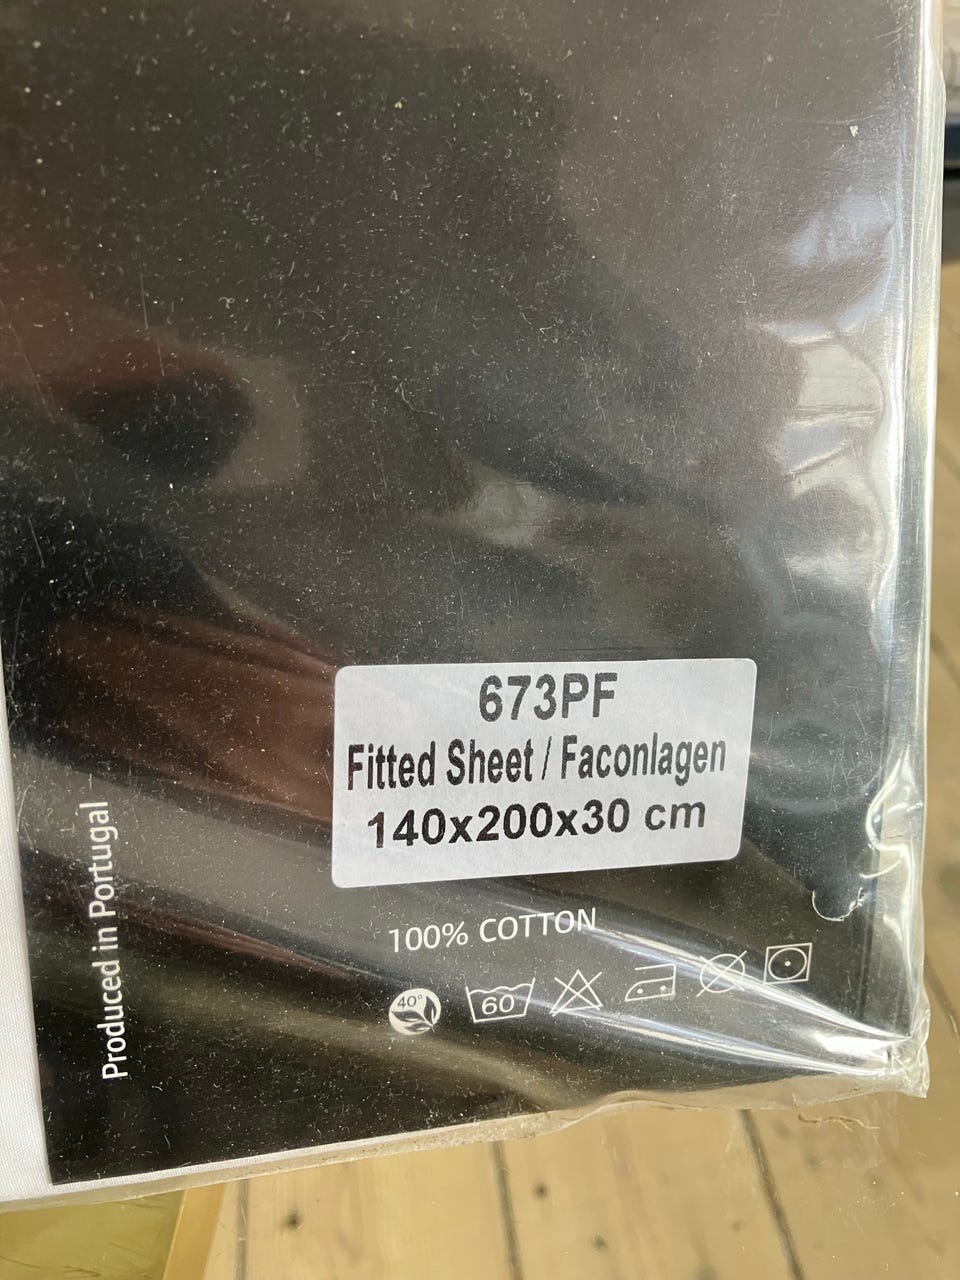 673PF
Fitted Sheet / Faconlagen
140x200x30 cm
100% COTTON
40°
60
Produced in Portugal